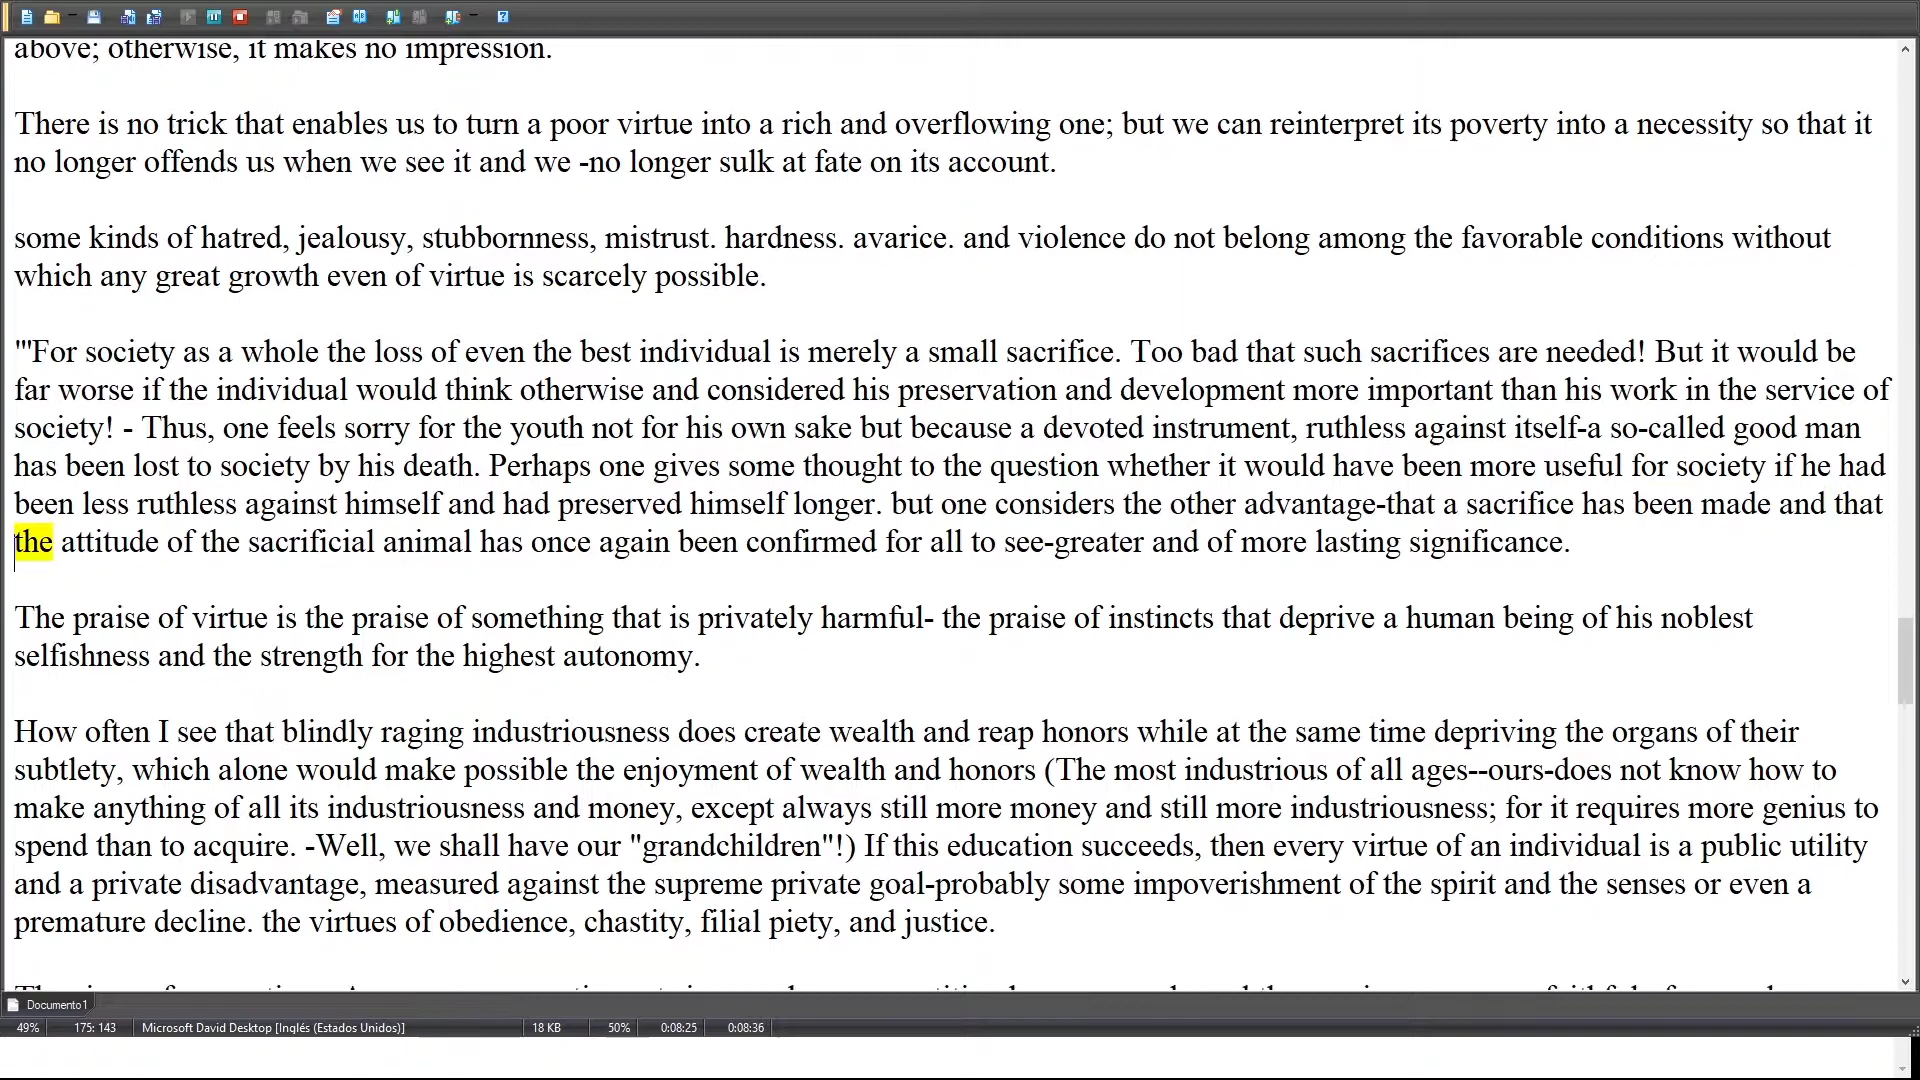 above; otherwise, it makes no impression.
There is no trick that enables us to turn a poor virtue into a rich and overflowing one; but we can reinterpret its poverty into a necessity so that it
no longer offends us when we see it and we -no longer sulk at fate on its account.
some kinds of hatred, jealousy, stubbornness, mistrust. hardness. avarice. and violence do not belong among the favorable conditions without
which any great growth even of virtue is scarcely possible.
"'For society as a whole the loss of even the best individual is merely a small sacrifice. Too bad that such sacrifices are needed! But it would be
far worse if the individual would think otherwise and considered his preservation and development more important than his work in the service of
society! - Thus, one feels sorry for the youth not for his own sake but because a devoted instrument, ruthless against itself-a so-called good man
has been lost to society by his death. Perhaps one gives some thought to the question whether it would have been more useful for society if he had
been less ruthless against himself and had preserved himself longer. but one considers the other advantage-that a sacrifice has been made and that
the attitude of the sacrificial animal has once again been confirmed for all to see-greater and of more lasting significance.
The praise of virtue is the praise of something that is privately harmful- the praise of instincts that deprive a human being of his noblest
selfishness and the strength for the highest autonomy.
How often I see that blindly raging industriousness does create wealth and reap honors while at the same time depriving the organs of their
subtlety, which alone would make possible the enjoyment of wealth and honors (The most industrious of all ages--ours-does not know how to
make anything of all its industriousness and money, except always still more money and still more industriousness; for it requires more genius to
spend than to acquire. -Well, we shall have our "grandchildren"!) If this education succeeds, then every virtue of an individual is a public utility
and a private disadvantage, measured against the supreme private goal-probably some impoverishment of the spirit and the senses or even a
premature decline. the virtues of obedience, chastity, filial piety, and justice.
Documento1
49% 175: 143 Microsoft David Desktop [Inglés (Estados Unidos)] 18 KB 50% 0:08:25 0:08:36